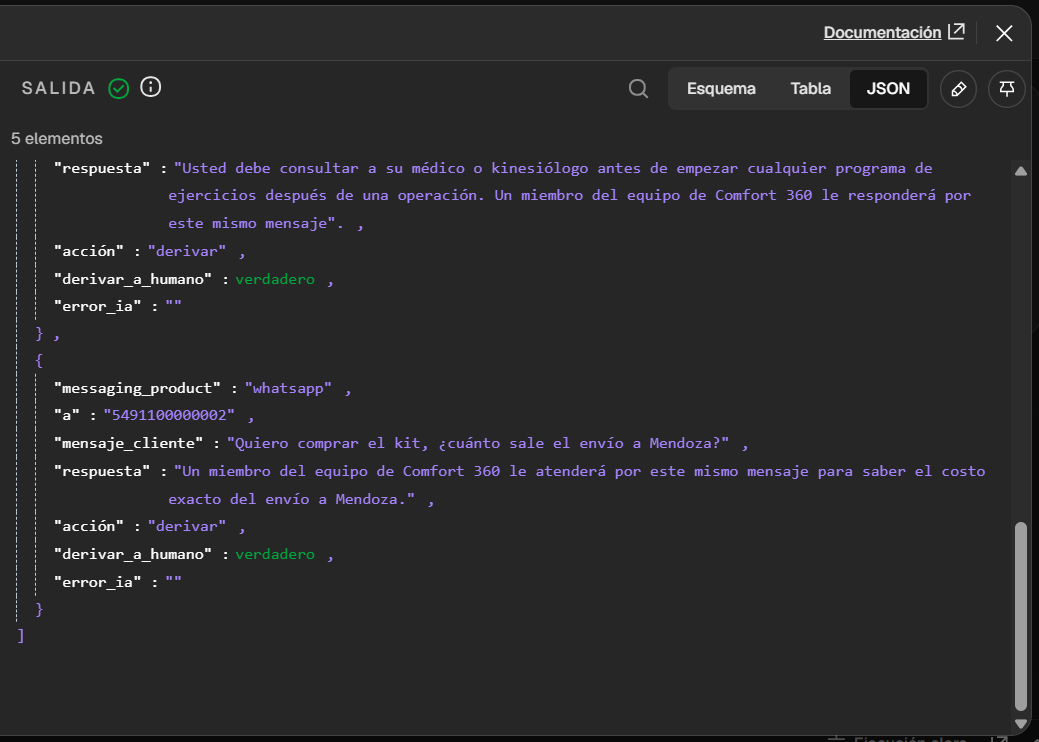 Documentación
SALIDA
Esquema Tabla JSON
5 elementos
"respuesta" : "Usted debe consultar a su médico o kinesiólogo antes de empezar cualquier programa de
ejercicios después de una operación. Un miembro del equipo de Comfort 360 le responderá por
este mismo mensaje". ,
"acción" : "derivar" ,
"derivar_a_humano" : verdadero ,
"error_ia" : ""
} ,
{
"messaging_product" : "whatsapp" ,
"a" : "5491100000002" ,
"mensaje_cliente" : "Quiero comprar el kit, ¿cuánto sale el envío a Mendoza?" ,
"respuesta" : "Un miembro del equipo de Comfort 360 le atenderá por este mismo mensaje para saber el costo
exacto del envío a Mendoza." ,
"acción" : "derivar" ,
"derivar_a_humano" : verdadero ,
"error_ia" : ""
}
]